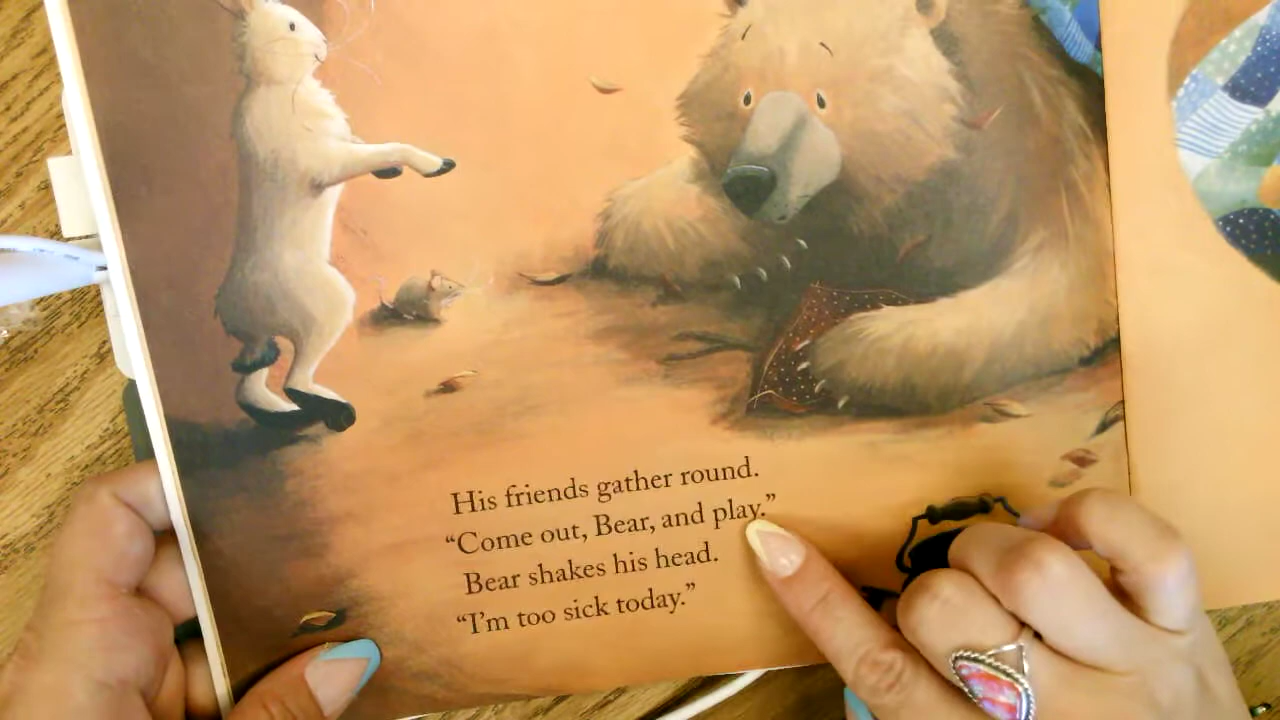 His friends gather round.
“Come out, Bear, and play.”
Bear shakes his head.
“I’m too sick today.”